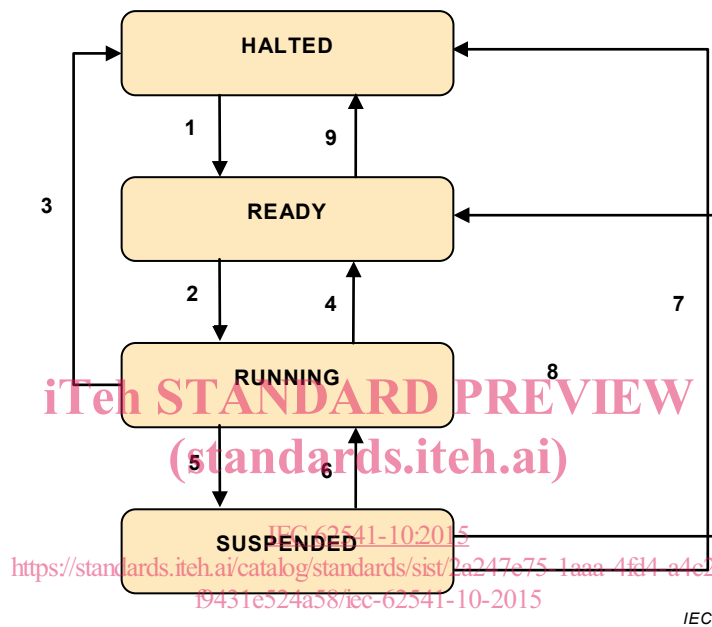 HALTED
1
9
3
READY
2
4
7
RUNNING
8
iTeh STANDARD PREVIEW
(standards.iteh.ai)
5
6
SUSPENDED
IEC 62541-10:2015
https://standards.iteh.ai/catalog/standards/sist/2a247e75-1aaa-4fd4-a4c2
f9431e524a58/iec-62541-10-2015
IEC